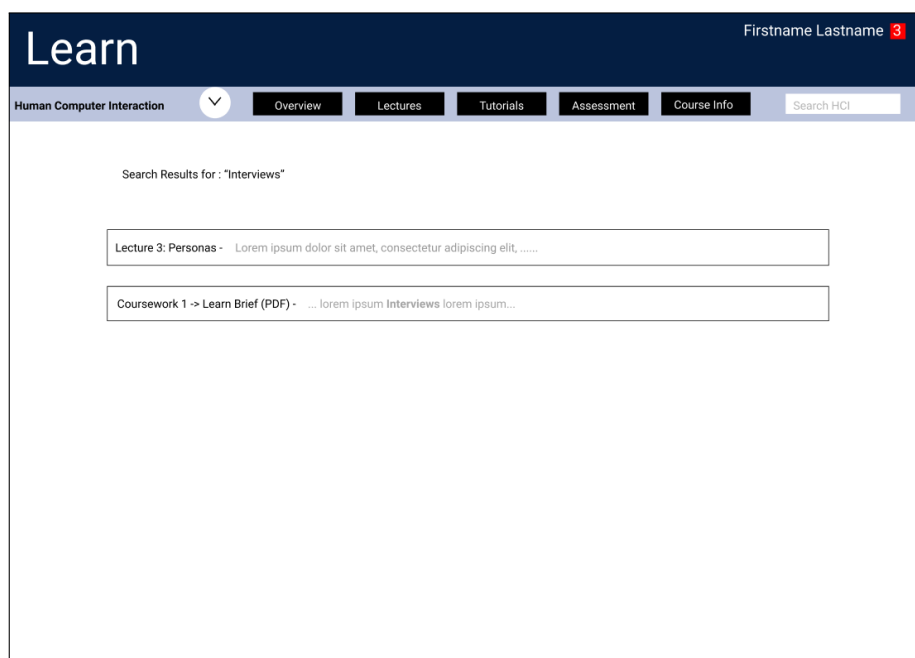 Learn
Firstname Lastname 3
Human Computer Interaction Overview Lectures Tutorials Assessment Course Info Search HCI
Search Results for : "Interviews"
Lecture 3: Personas - Lorem ipsum dolor sit amet, consectetur adipiscing elit, ......
Coursework 1 -> Learn Brief (PDF) - ... lorem ipsum Interviews lorem ipsum...